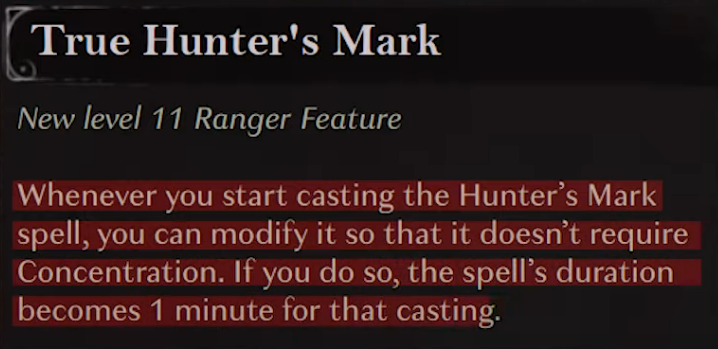 True Hunter's Mark
New level 11 Ranger Feature
Whenever you start casting the Hunter’s Mark
spell, you can modify it so that it doesn’t require
Concentration. If you do so, the spell’s duration
becomes 1 minute for that casting.